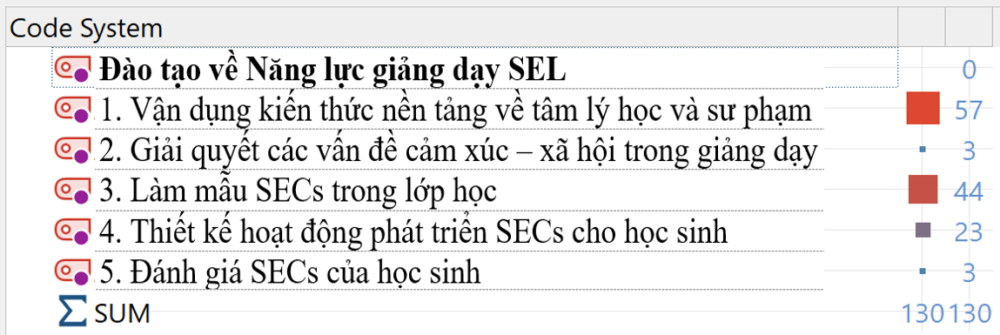 Code System
Đào tạo về Năng lực giảng dạy SEL 0
1. Vận dụng kiến thức nền tảng về tâm lý học và sư phạm 57
2. Giải quyết các vấn đề cảm xúc – xã hội trong giảng dạy 3
3. Làm mẫu SECs trong lớp học 44
4. Thiết kế hoạt động phát triển SECs cho học sinh 23
5. Đánh giá SECs của học sinh 3
Σ SUM 130 130